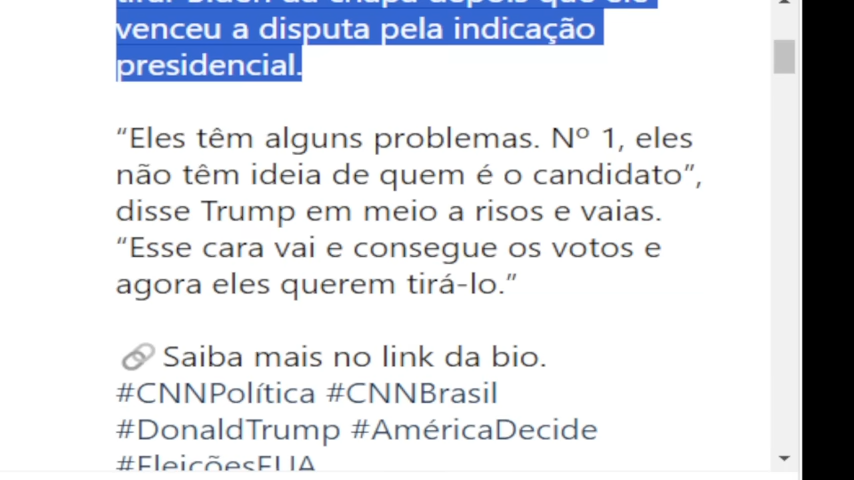 venceu a disputa pela indicação
presidencial.
“Eles têm alguns problemas. Nº 1, eles
não têm ideia de quem é o candidato”,
disse Trump em meio a risos e vaias.
“Esse cara vai e consegue os votos e
agora eles querem tirá-lo.”
Saiba mais no link da bio.
#CNNPolítica #CNNBrasil
#DonaldTrump #AméricaDecide
#EleiçõesEUA